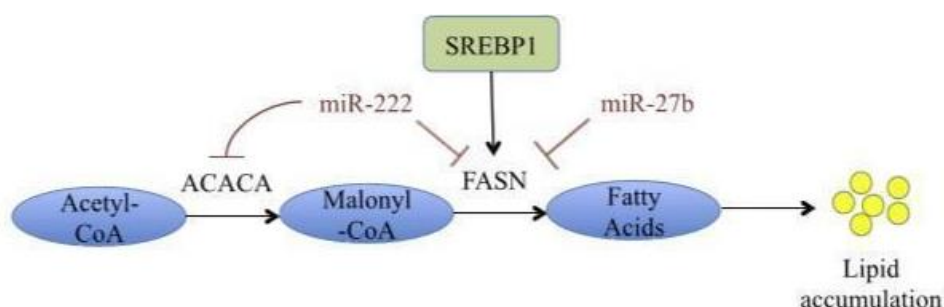 SREBP1
miR-222
miR-27b
ACACA
FASN
Acetyl-
CoA
Malonyl
-CoA
Fatty
Acids
Lipid
accumulation